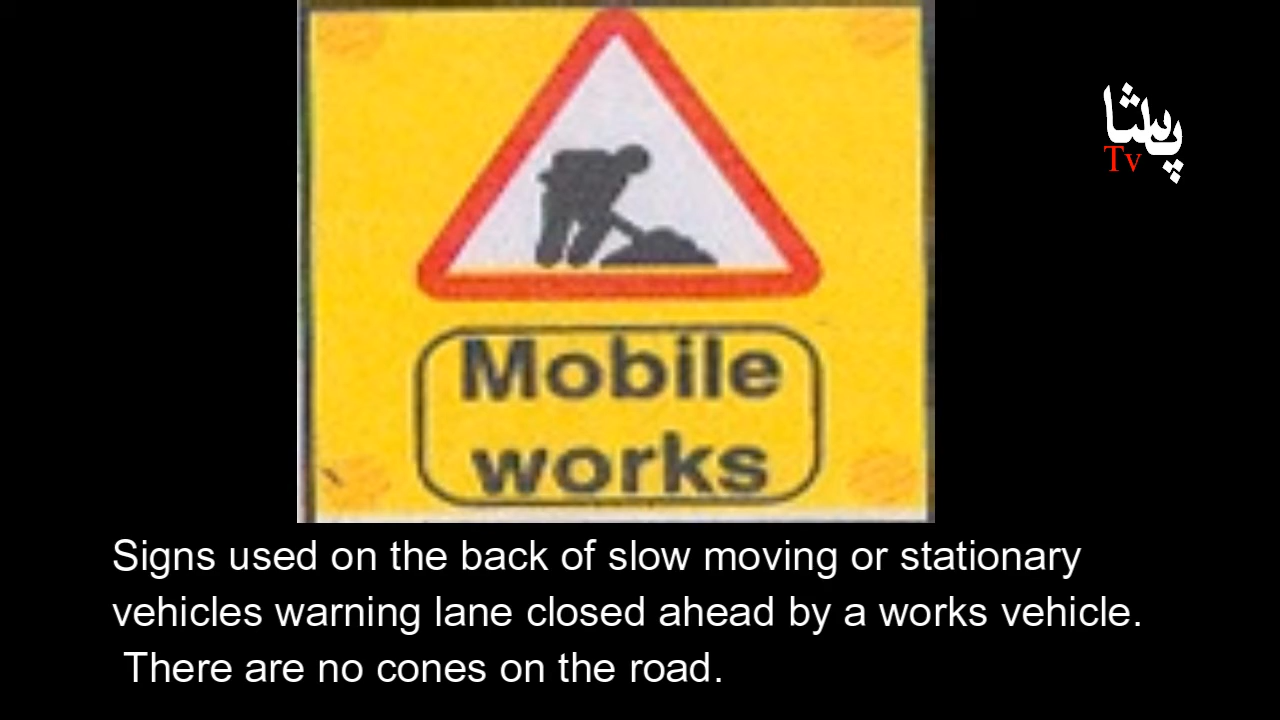 Mobile
works
Tv
Signs used on the back of slow moving or stationary
vehicles warning lane closed ahead by a works vehicle.
There are no cones on the road.